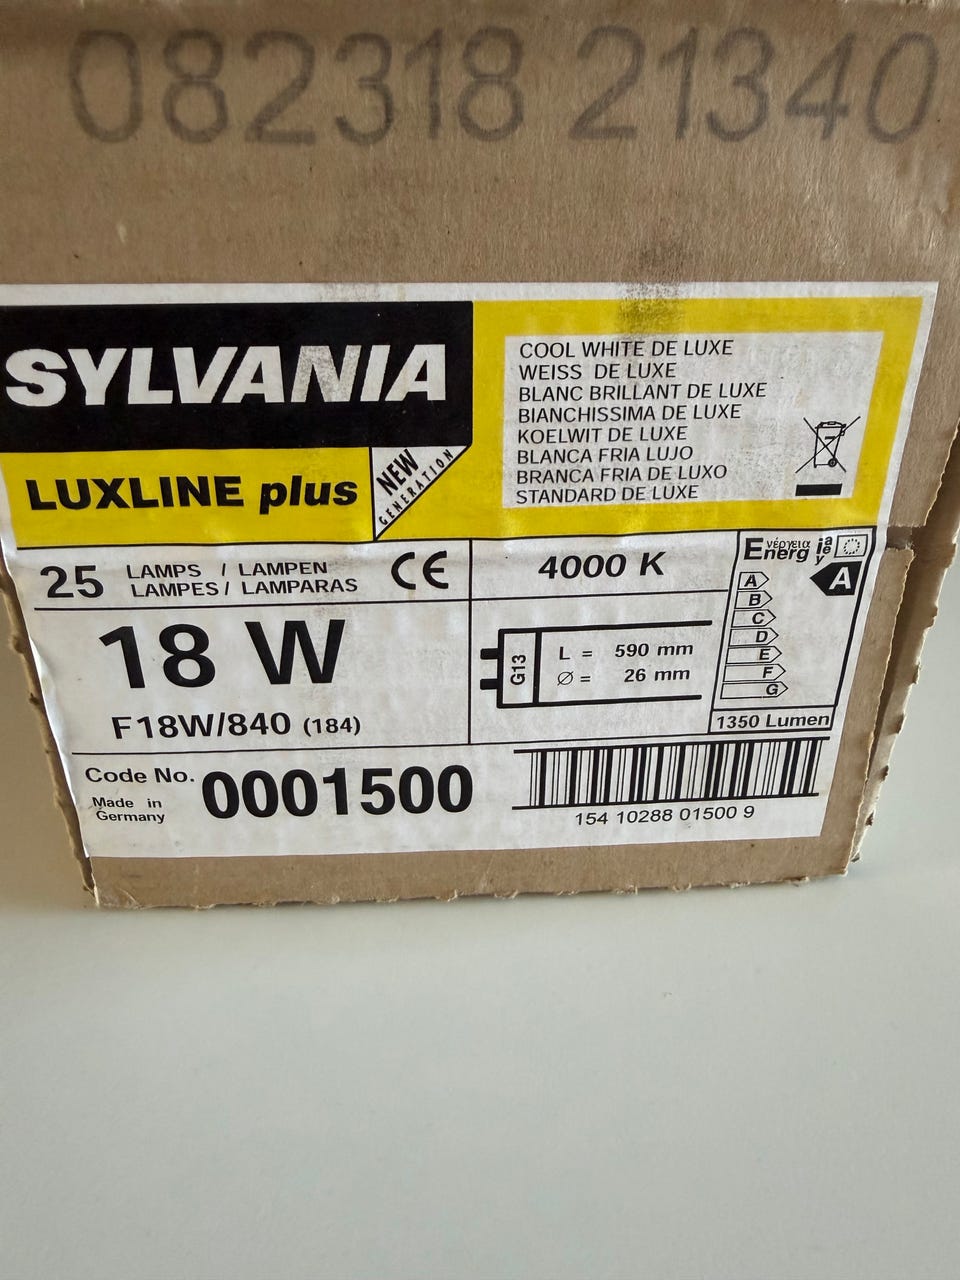 082318 21340
SYLVANIA
LUXLINE plus
NEW
GENERATION
COOL WHITE DE LUXE
WEISS DE LUXE
BLANC BRILLANT DE LUXE
BIANCHISSIMA DE LUXE
KOELWIT DE LUXE
BLANCA FRIA LUJO
BRANCA FRIA DE LUXO
STANDARD DE LUXE
25 LAMPS / LAMPEN
LAMPES / LAMPARAS
CE
4000 K
18 W
F18W/840 (184)
G13
L = 590 mm
Ø = 26 mm
Energ νέργεια
ia
ae
y
A
A
B
C
D
E
F
G
1350 Lumen
Code No. 0001500
Made in
Germany
154 10288 01500 9